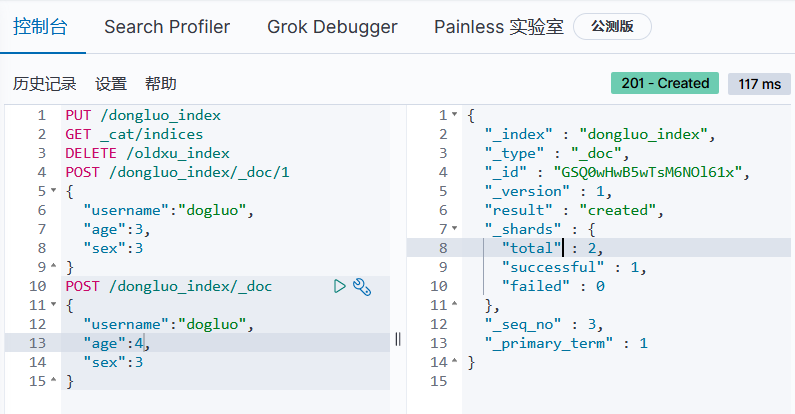 控制台 Search Profiler Grok Debugger Painless 实验室 公测版
历史记录 设置 帮助 201 - Created 117 ms
1 PUT /dongluo_index
2 GET _cat/indices
3 DELETE /oldxu_index
4 POST /dongluo_index/_doc/1
5 {
6 "username":"dogluo",
7 "age":3,
8 "sex":3
9 }
10 POST /dongluo_index/_doc
11 {
12 "username":"dogluo",
13 "age":4,
14 "sex":3
15 }
1 {
2 "_index" : "dongluo_index",
3 "_type" : "_doc",
4 "_id" : "GSQ0wHwB5wTsM6NOl61x",
5 "_version" : 1,
6 "result" : "created",
7 "_shards" : {
8 "total" : 2,
9 "successful" : 1,
10 "failed" : 0
11 },
12 "_seq_no" : 3,
13 "_primary_term" : 1
14 }
15